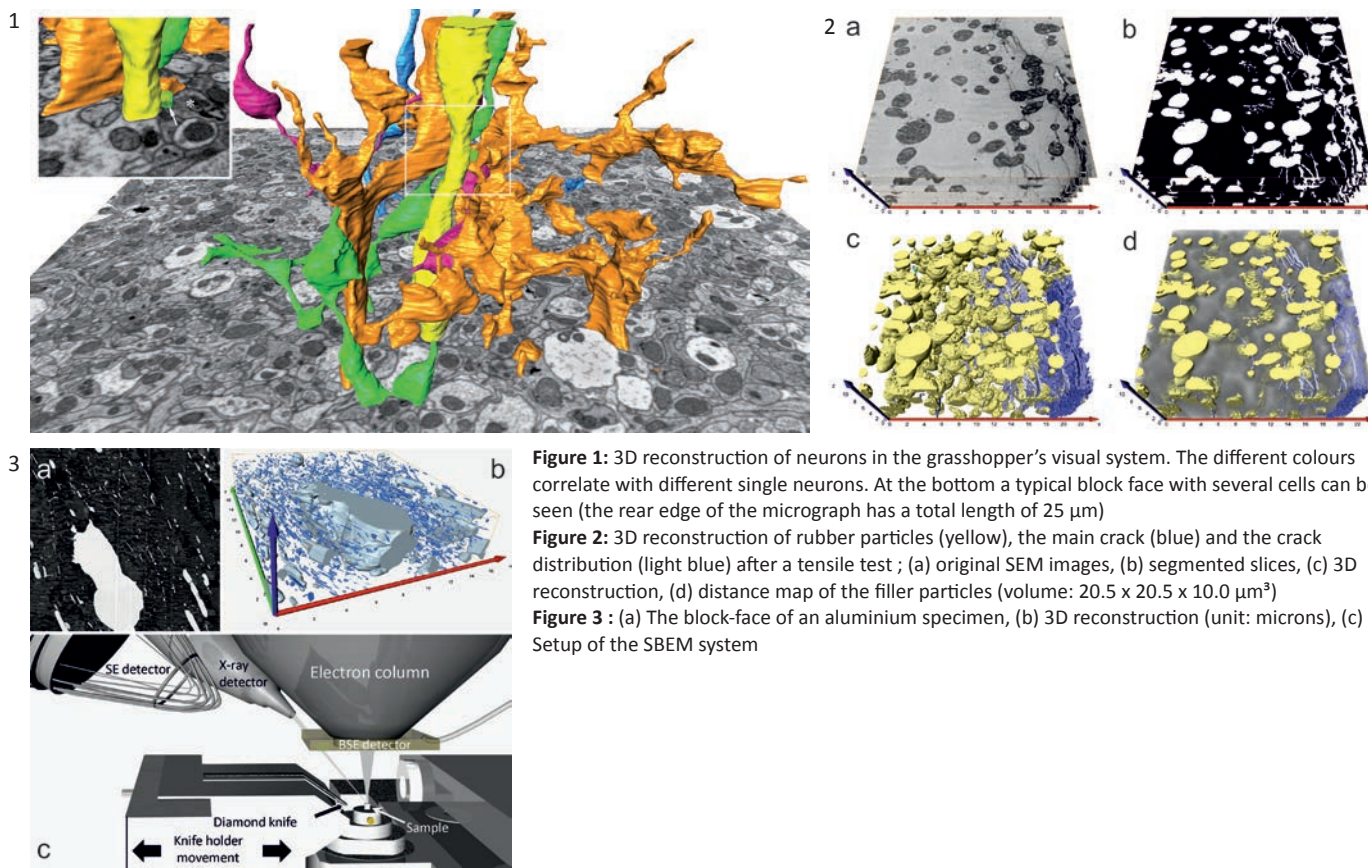 1
*
2
a
b
c
d
3
a
b
Figure 1: 3D reconstruction of neurons in the grasshopper's visual system. The different colours
correlate with different single neurons. At the bottom a typical block face with several cells can be
seen (the rear edge of the micrograph has a total length of 25 µm)
Figure 2: 3D reconstruction of rubber particles (yellow), the main crack (blue) and the crack
distribution (light blue) after a tensile test ; (a) original SEM images, (b) segmented slices, (c) 3D
reconstruction, (d) distance map of the filler particles (volume: 20.5 x 20.5 x 10.0 µm³)
Figure 3 : (a) The block-face of an aluminium specimen, (b) 3D reconstruction (unit: microns), (c)
Setup of the SBEM system
SE detector
X-ray
detector
Electron column
BSE detector
Diamond knife
Sample
Knife holder
movement
c